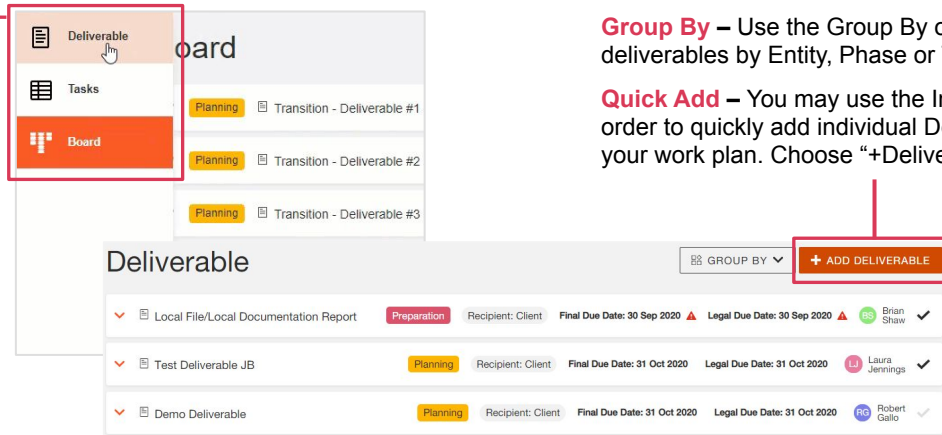 Deliverable
Tasks
Board
oard
Planning Transition - Deliverable #1
Planning Transition - Deliverable #2
Planning Transition - Deliverable #3
Group By – Use the Group By
deliverables by Entity, Phase or
Quick Add – You may use the
order to quickly add individual
your work plan. Choose “+Delive
Deliverable
GROUP BY + ADD DELIVERABLE
Local File/Local Documentation Report Preparation Recipient: Client Final Due Date: 30 Sep 2020 Legal Due Date: 30 Sep 2020 BS Brian Shaw
Test Deliverable JB Planning Recipient: Client Final Due Date: 31 Oct 2020 Legal Due Date: 31 Oct 2020 LJ Laura Jennings
Demo Deliverable Planning Recipient: Client Final Due Date: 31 Oct 2020 Legal Due Date: 31 Oct 2020 RG Robert Gallo